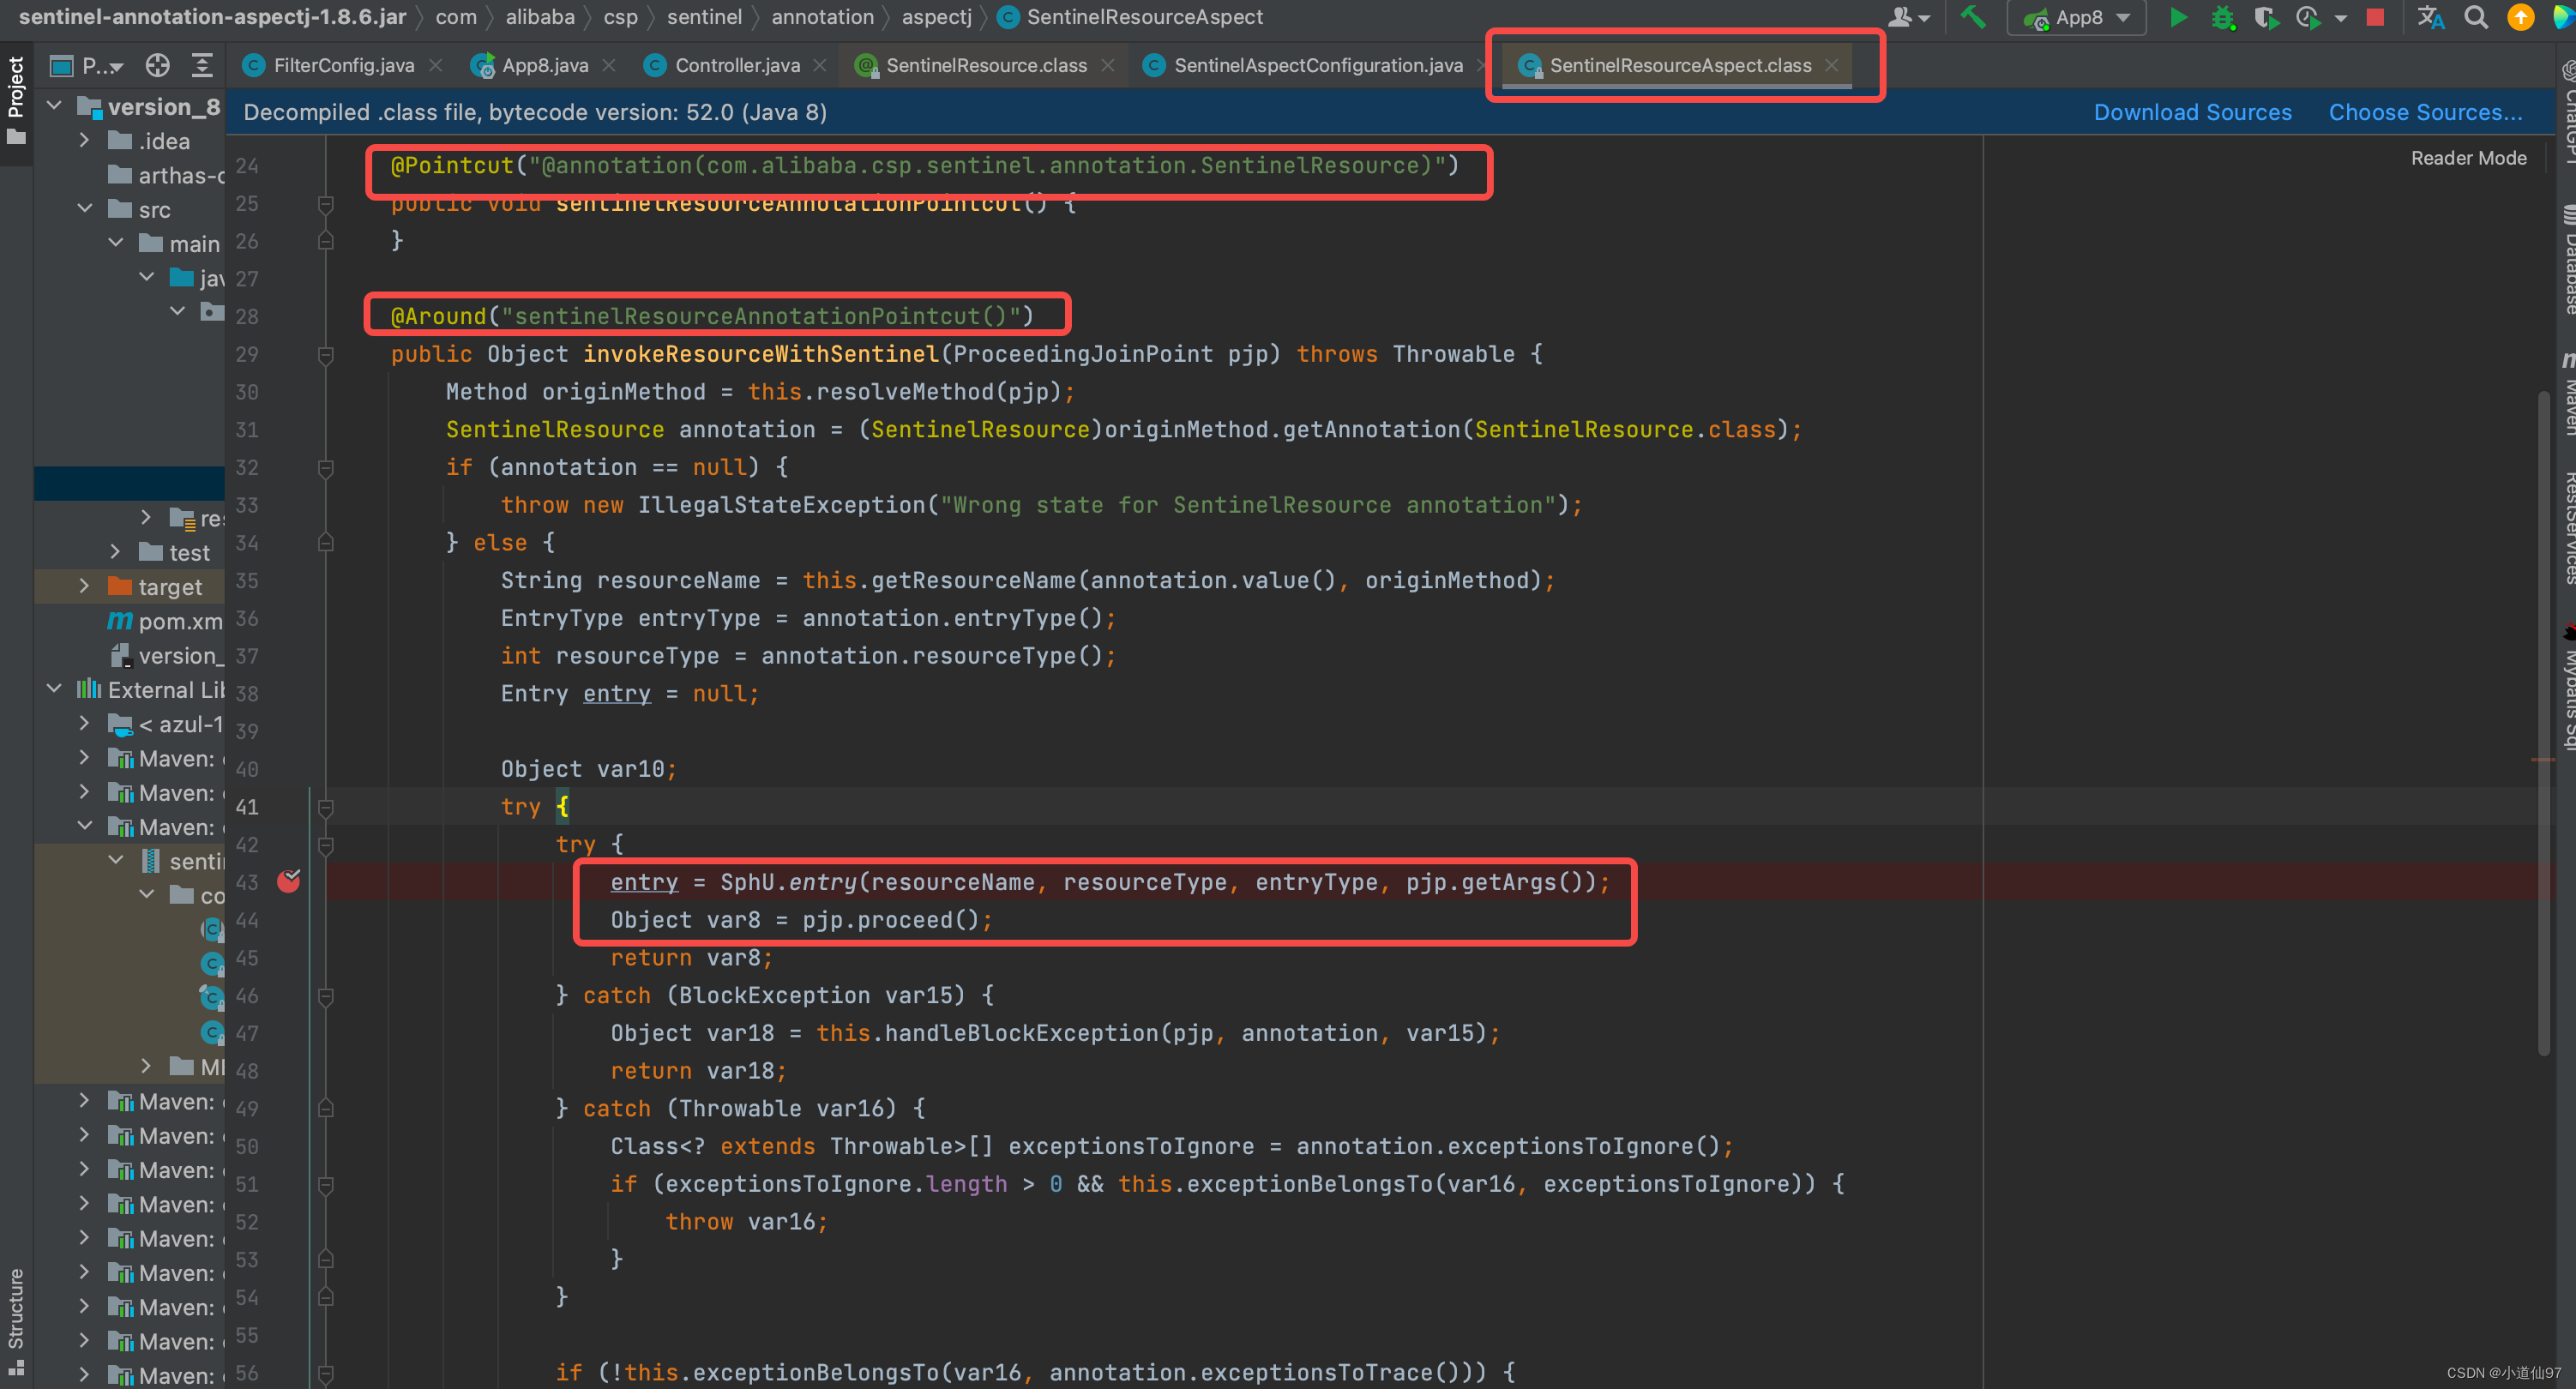 sentinel-annotation-aspectj-1.8.6.jar com alibaba csp sentinel annotation aspectj SentinelResourceAspect App8
Project P... FilterConfig.java App8.java Controller.java SentinelResource.class SentinelAspectConfiguration.java SentinelResourceAspect.class
Decompiled .class file, bytecode version: 52.0 (Java 8) Download Sources Choose Sources...
Reader Mode
version_8
.idea
arthas-
src
main
test
target
External
Maven:
Maven:
Maven:
Maven:
Maven:
Maven:
Maven:
Maven:
Maven:
Maven:
Maven:
Maven:
24 @Pointcut("@annotation(com.alibaba.csp.sentinel.annotation.SentinelResource)")
25 public void sentinelResourceAnnotationPointcut() {
26 }
27
28 @Around("sentinelResourceAnnotationPointcut()")
29 public Object invokeResourceWithSentinel(ProceedingJoinPoint pjp) throws Throwable {
30 Method originMethod = this.resolveMethod(pjp);
31 SentinelResource annotation = (SentinelResource)originMethod.getAnnotation(SentinelResource.class);
32 if (annotation == null) {
33 throw new IllegalStateException("Wrong state for SentinelResource annotation");
34 } else {
35 String resourceName = this.getResourceName(annotation.value(), originMethod);
36 EntryType entryType = annotation.entryType();
37 int resourceType = annotation.resourceType();
38 Entry entry = null;
39
40 Object var10;
41 try {
42 try {
43 entry = SphU.entry(resourceName, resourceType, entryType, pjp.getArgs());
44 Object var8 = pjp.proceed();
45 return var8;
46 } catch (BlockException var15) {
47 Object var18 = this.handleBlockException(pjp, annotation, var15);
48 return var18;
49 } catch (Throwable var16) {
50 Class<? extends Throwable>[] exceptionsToIgnore = annotation.exceptionsToIgnore();
51 if (exceptionsToIgnore.length > 0 && this.exceptionBelongsTo(var16, exceptionsToIgnore)) {
52 throw var16;
53 }
54 }
55
56 if (!this.exceptionBelongsTo(var16, annotation.exceptionsToTrace())) {
Structure
ChatGPT
Database
Maven
RestServices
Mybatis Sql
CSDN @小道仙97